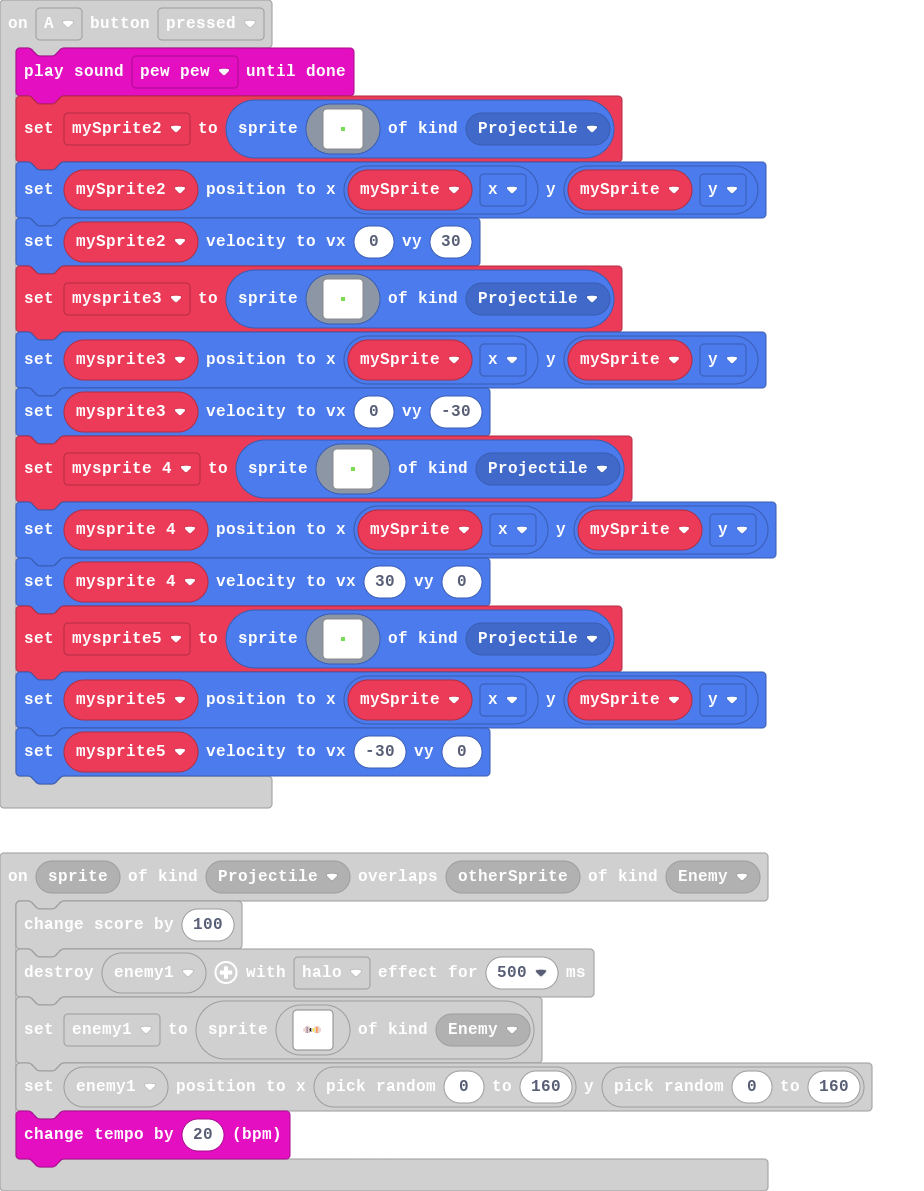 on A button pressed
play sound pew pew until done
set mySprite2 to sprite of kind Projectile
set mySprite2 position to x mySprite x y mySprite y
set mySprite2 velocity to vx 0 vy 30
set mysprite3 to sprite of kind Projectile
set mysprite3 position to x mySprite x y mySprite y
set mysprite3 velocity to vx 0 vy -30
set mysprite 4 to sprite of kind Projectile
set mysprite 4 position to x mySprite x y mySprite y
set mysprite 4 velocity to vx 30 vy 0
set mysprite5 to sprite of kind Projectile
set mysprite5 position to x mySprite x y mySprite y
set mysprite5 velocity to vx -30 vy 0
on sprite of kind Projectile overlaps otherSprite of kind Enemy
change score by 100
destroy enemy1 with halo effect for 500 ms
set enemy1 to sprite of kind Enemy
set enemy1 position to x pick random 0 to 160 y pick random 0 to 160
change tempo by 20 (bpm)